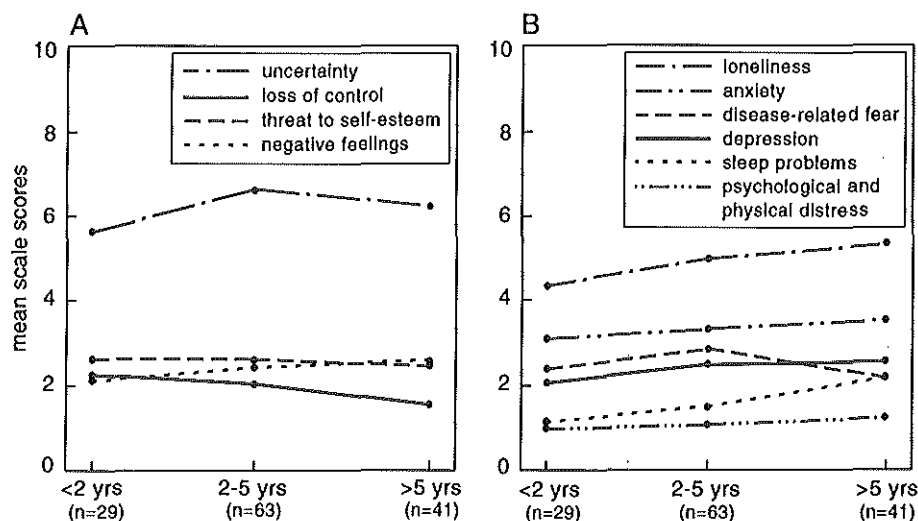 A
10
8
6
4
2
0
mean scale scores
uncertainty
loss of control
threat to self-esteem
negative feelings
<2 yrs
(n=29)
2-5 yrs
(n=63)
>5 yrs
(n=41)
B
10
8
6
4
2
0
loneliness
anxiety
disease-related fear
depression
sleep problems
psychological and
physical distress
<2 yrs
(n=29)
2-5 yrs
(n=63)
>5 yrs
(n=41)